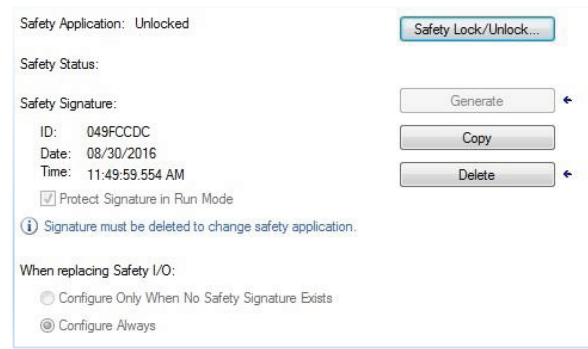 Safety Application: Unlocked Safety Lock/Unlock...
Safety Status:
Safety Signature: Generate
ID: 049FCCDC Copy
Date: 08/30/2016
Time: 11:49:59.554 AM Delete
Protect Signature in Run Mode
Signature must be deleted to change safety application.
When replacing Safety I/O:
Configure Only When No Safety Signature Exists
Configure Always